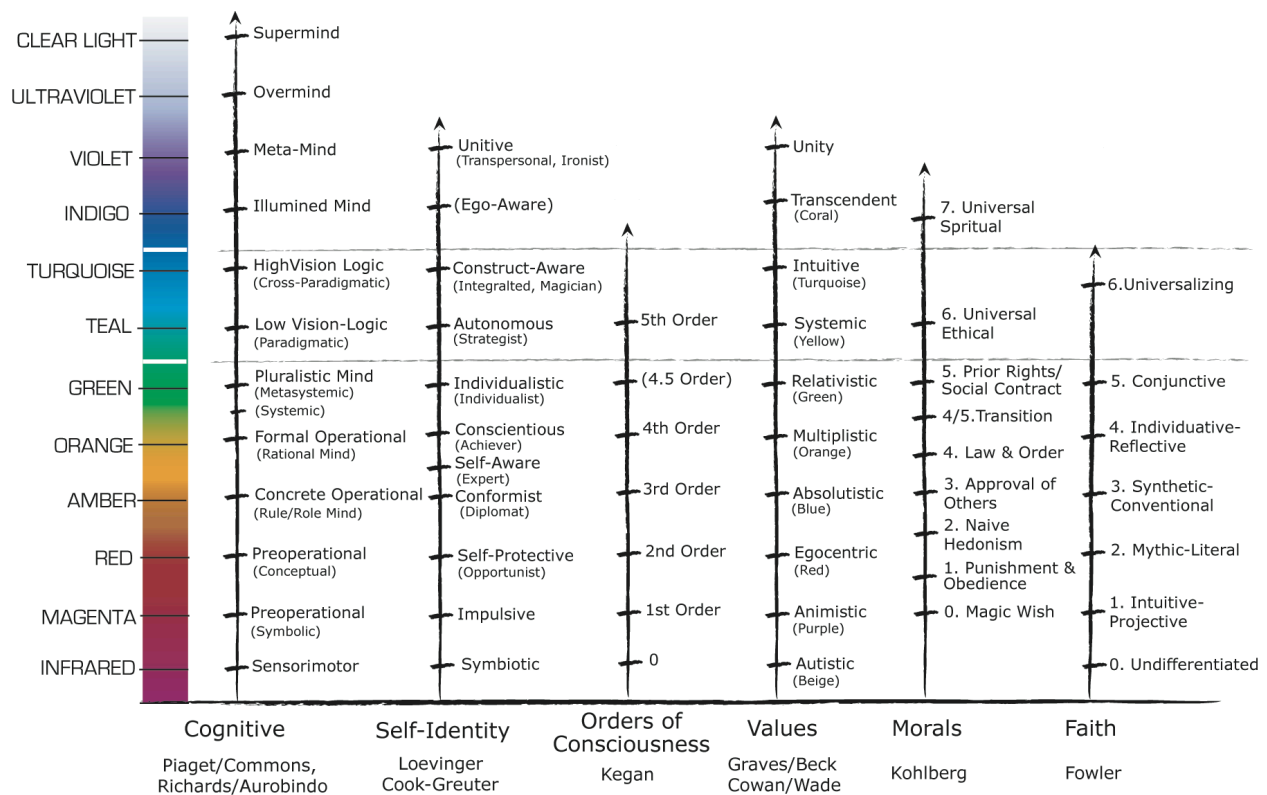 CLEAR LIGHT
ULTRAVIOLET
VIOLET
INDIGO
TURQUOISE
TEAL
GREEN
ORANGE
AMBER
RED
MAGENTA
INFRARED
Supermind
Overmind
Meta-Mind
Illumined Mind
HighVision Logic
(Cross-Paradigmatic)
Low Vision-Logic
(Paradigmatic)
Pluralistic Mind
(Metasystemic)
(Systemic)
Formal Operational
(Rational Mind)
Concrete Operational
(Rule/Role Mind)
Preoperational
(Conceptual)
Preoperational
(Symbolic)
Sensorimotor
Cognitive
Piaget/Commons,
Richards/Aurobindo
Unitive
(Transpersonal, Ironist)
(Ego-Aware)
Construct-Aware
(Integralted, Magician)
Autonomous
(Strategist)
Individualistic
(Individualist)
Conscientious
(Achiever)
Self-Aware
(Expert)
Conformist
(Diplomat)
Self-Protective
(Opportunist)
Impulsive
Symbiotic
Self-Identity
Loevinger
Cook-Greuter
5th Order
(4.5 Order)
4th Order
3rd Order
2nd Order
1st Order
0
Orders of
Consciousness
Kegan
Unity
Transcendent
(Coral)
Intuitive
(Turquoise)
Systemic
(Yellow)
Relativistic
(Green)
Multiplistic
(Orange)
Absolutistic
(Blue)
Egocentric
(Red)
Animistic
(Purple)
Autistic
(Beige)
Values
Graves/Beck
Cowan/Wade
7. Universal
Spritual
6. Universal
Ethical
5. Prior Rights/
Social Contract
4/5.Transition
4. Law & Order
3. Approval of
Others
2. Naive
Hedonism
1. Punishment &
Obedience
0. Magic Wish
Morals
Kohlberg
6.Universalizing
5. Conjunctive
4. Individuative-
Reflective
3. Synthetic-
Conventional
2. Mythic-Literal
1. Intuitive-
Projective
0. Undifferentiated
Faith
Fowler